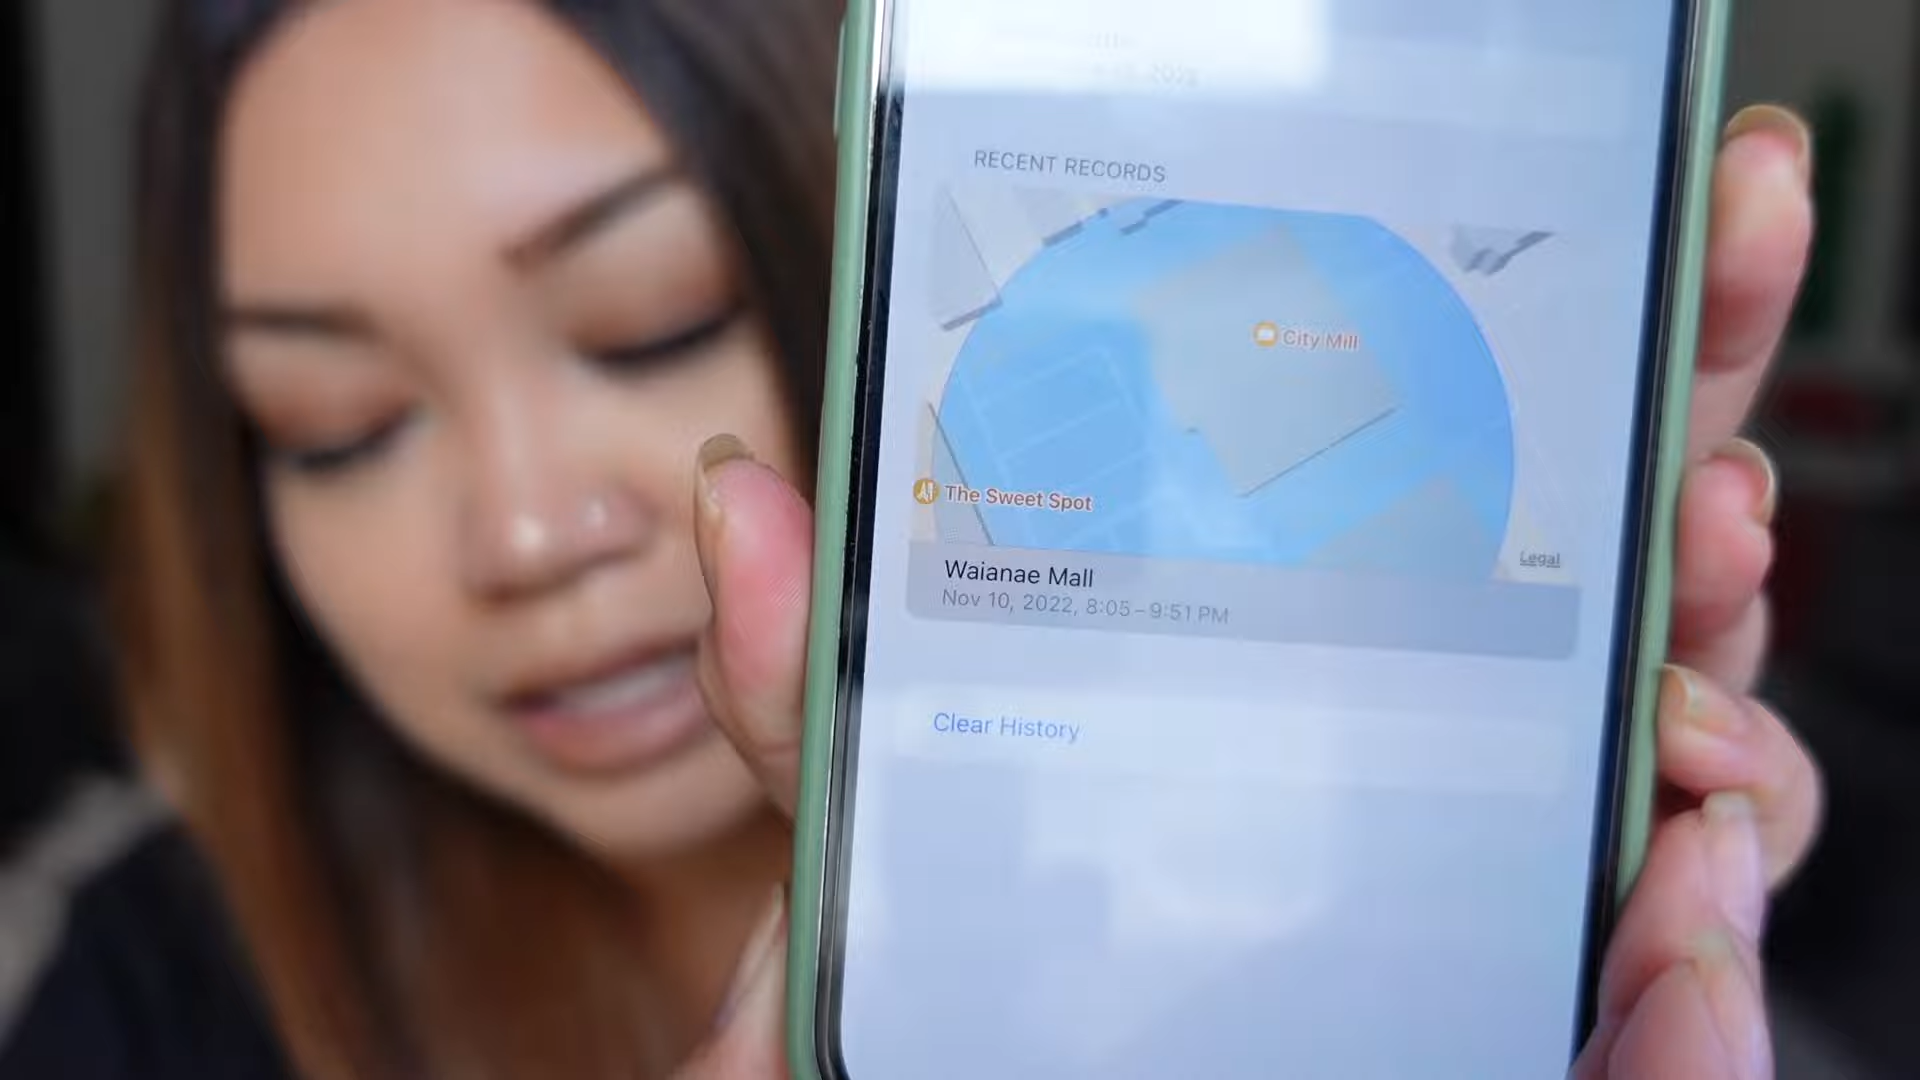 2022
RECENT RECORDS
City Mill
The Sweet Spot
Legal
Waianae Mall
Nov 10, 2022, 8:05–9:51 PM
Clear History